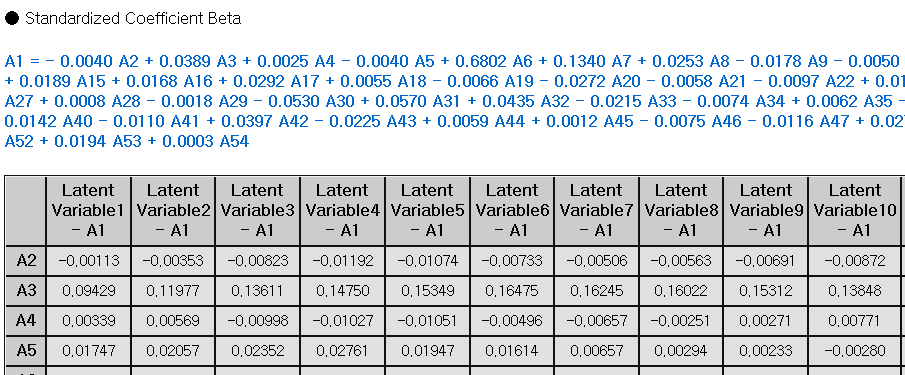 ● Standardized Coefficient Beta
A1 = - 0.0040 A2 + 0.0389 A3 + 0.0025 A4 - 0.0040 A5 + 0.6802 A6 + 0.1340 A7 + 0.0253 A8 - 0.0178 A9 - 0.0050
+ 0.0189 A15 + 0.0168 A16 + 0.0292 A17 + 0.0055 A18 - 0.0066 A19 - 0.0272 A20 - 0.0058 A21 - 0.0097 A22 + 0.01
A27 + 0.0008 A28 - 0.0018 A29 - 0.0530 A30 + 0.0570 A31 + 0.0435 A32 - 0.0215 A33 - 0.0074 A34 + 0.0062 A35 -
0.0142 A40 - 0.0110 A41 + 0.0397 A42 - 0.0225 A43 + 0.0059 A44 + 0.0012 A45 - 0.0075 A46 - 0.0116 A47 + 0.02
A52 + 0.0194 A53 + 0.0003 A54
Latent Latent Latent Latent Latent Latent Latent Latent Latent Latent
Variable1 Variable2 Variable3 Variable4 Variable5 Variable6 Variable7 Variable8 Variable9 Variable10
- A1 - A1 - A1 - A1 - A1 - A1 - A1 - A1 - A1 - A1
A2 -0,00113 -0,00353 -0,00823 -0,01192 -0,01074 -0,00733 -0,00506 -0,00563 -0,00691 -0,00872
A3 0,09429 0,11977 0,13611 0,14750 0,15349 0,16475 0,16245 0,16022 0,15312 0,13848
A4 0,00339 0,00569 -0,00998 -0,01027 -0,01051 -0,00496 -0,00657 -0,00251 0,00271 0,00771
A5 0,01747 0,02057 0,02352 0,02761 0,01947 0,01614 0,00657 0,00294 0,00233 -0,00280